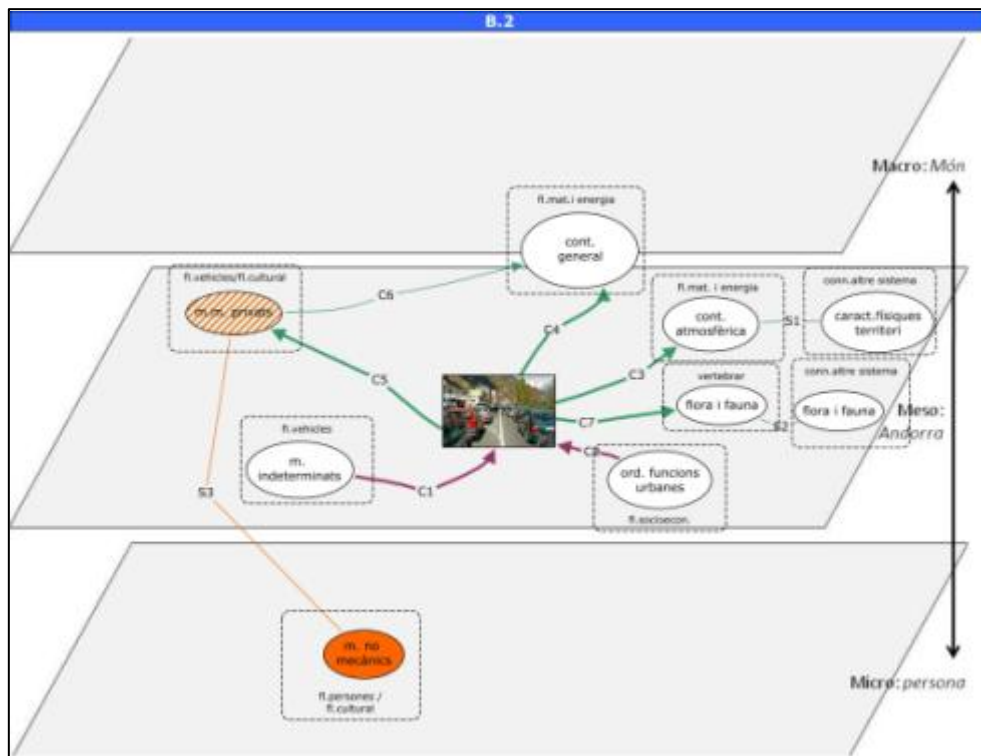 B.2
Macro: Món
fl.mat.i energia
cont.
general
fl.vehicles/fl.cultural
m.m. privats
C6
fl.mat. i energia
cont.
atmosfèrica
S1
conn.altre sistema
caract.físiques
territori
C4
C5
C3
vertebrar
flora i fauna
conn.altre sistema
flora i fauna
S2
Meso:
Andorra
C7
fl.vehicles
m.
indeterminats
C1
C2
ord. funcions
urbanes
fl.socioecon.
S3
m. no
mecànics
fl.persones /
fl.cultural
Micro: persona